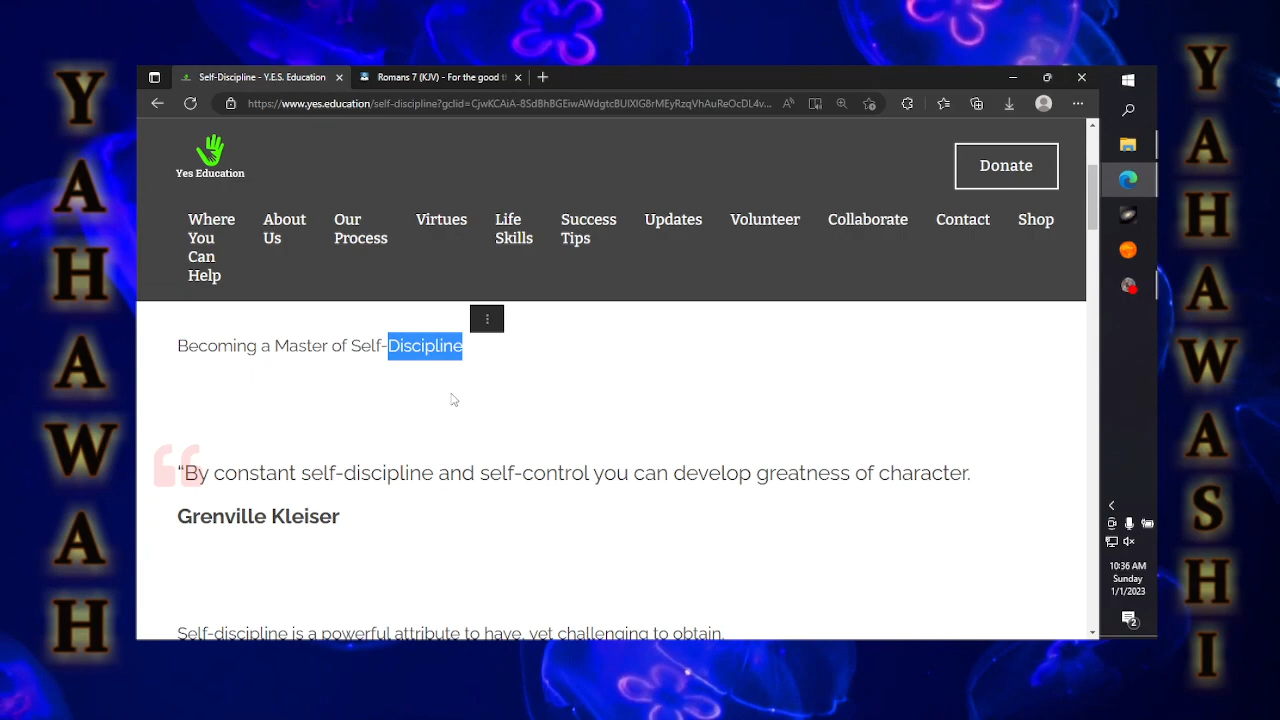 YAHAWAH
Self-Discipline - Y.E.S. Education
Romans 7 (KJV) - For the good t
https://www.yes.education/self-discipline?gclid=CjwKCAiA-8SdBhBGEiwAWdgtcBUIXlG8rMEyRzqVhAuReOcDL4v...
Yes Education
Donate
Where You Can Help
About Us
Our Process
Virtues
Life Skills
Success Tips
Updates
Volunteer
Collaborate
Contact
Shop
Becoming a Master of Self-Discipline
“By constant self-discipline and self-control you can develop greatness of character.
Grenville Kleiser
Self-discipline is a powerful attribute to have, yet challenging to obtain.
10:36 AM
Sunday
1/1/2023
2
YAHAWASHI